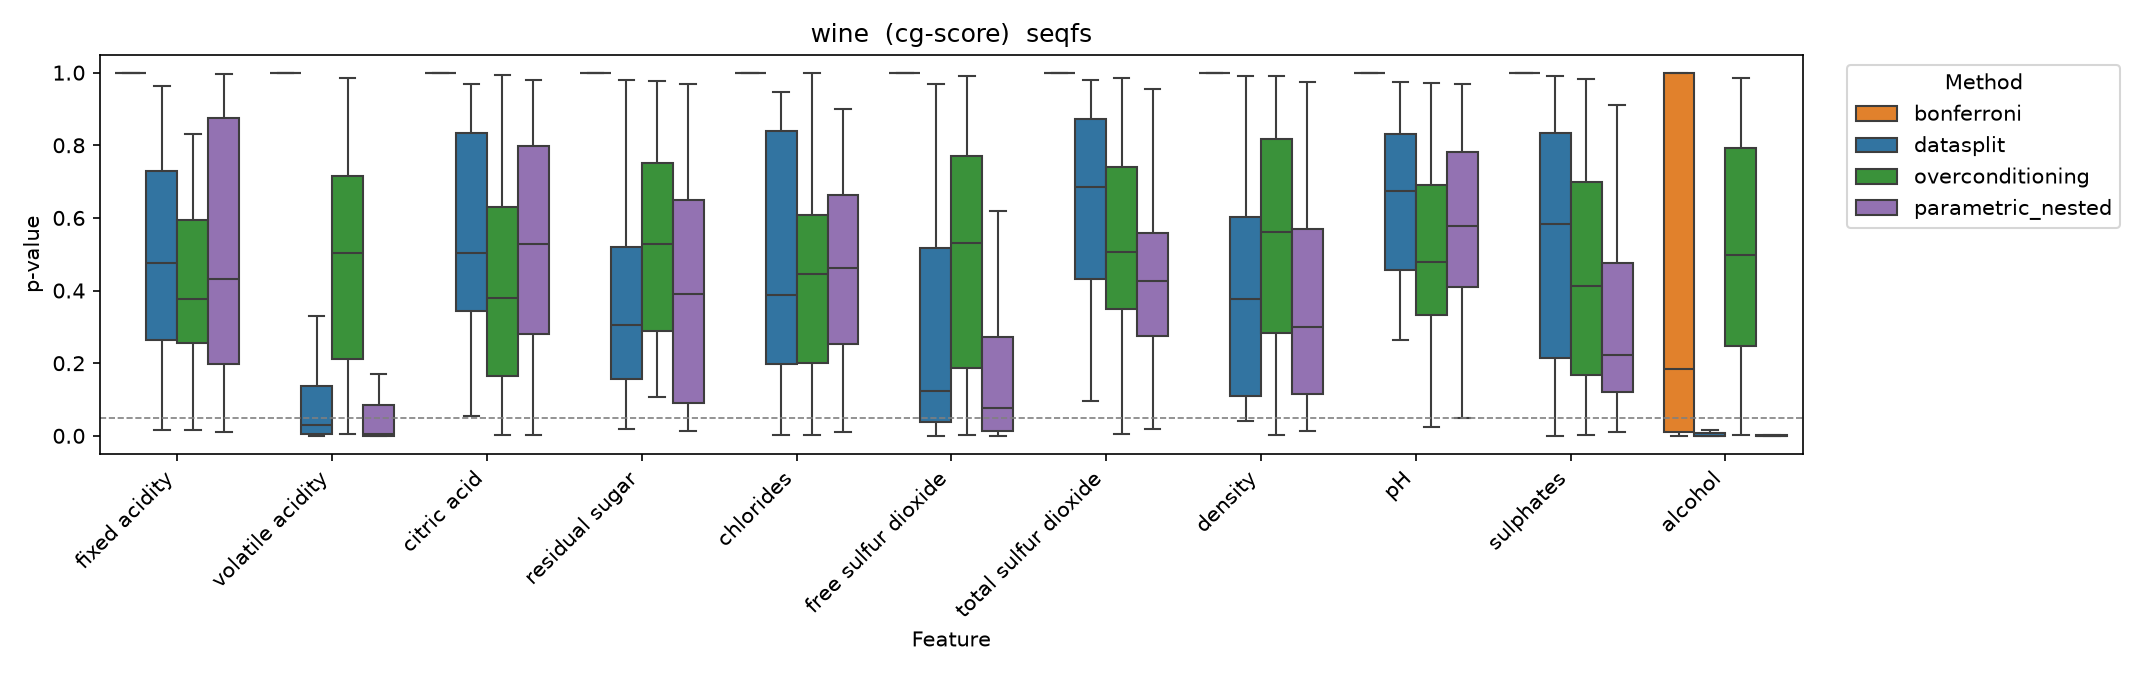 wine (cg-score) seqfs
p-value
1.0
0.8
0.6
0.4
0.2
0.0
fixed acidity
volatile acidity
citric acid
residual sugar
chlorides
free sulfur dioxide
total sulfur dioxide
density
pH
sulphates
alcohol
Feature
Method
bonferroni
datasplit
overconditioning
parametric_nested